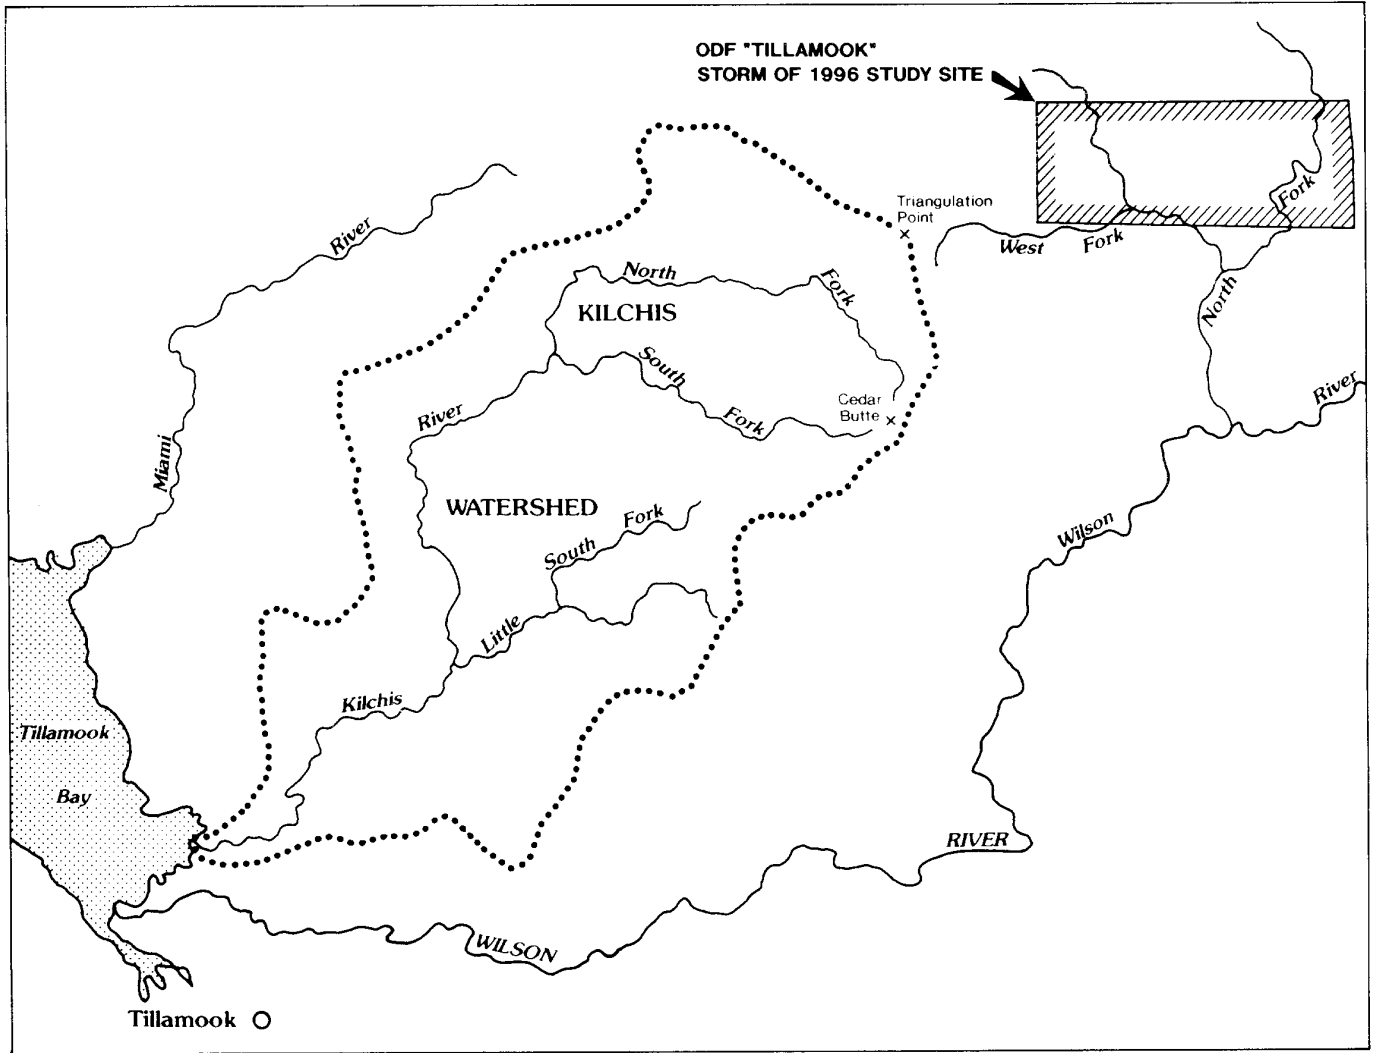 ODF "TILLAMOOK"
STORM OF 1996 STUDY SITE
Triangulation
Point
West Fork
Fork
North
River
Miami
River
North Fork
KILCHIS
South Fork
River
Cedar
Butte
WATERSHED
South Fork
Little
Kilchis
Wilson
River
RIVER
WILSON
Tillamook
Bay
Tillamook